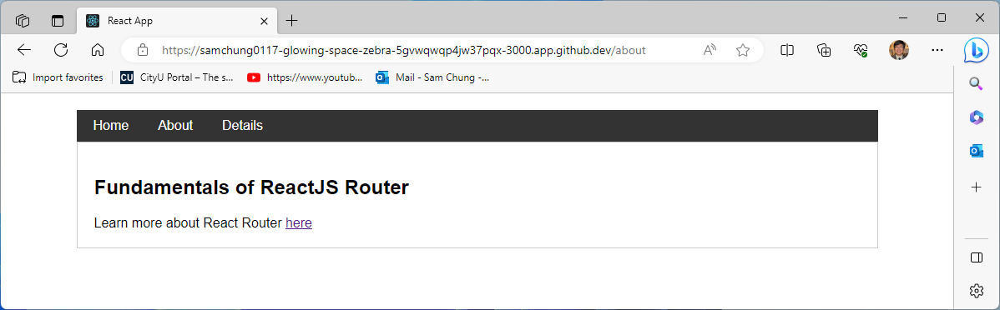 React App
https://samchung0117-glowing-space-zebra-5gvwqwqp4jw37pqx-3000.app.github.dev/about
Import favorites CU CityU Portal – The s... https://www.youtub... Mail - Sam Chung -...
Home About Details
Fundamentals of ReactJS Router
Learn more about React Router here